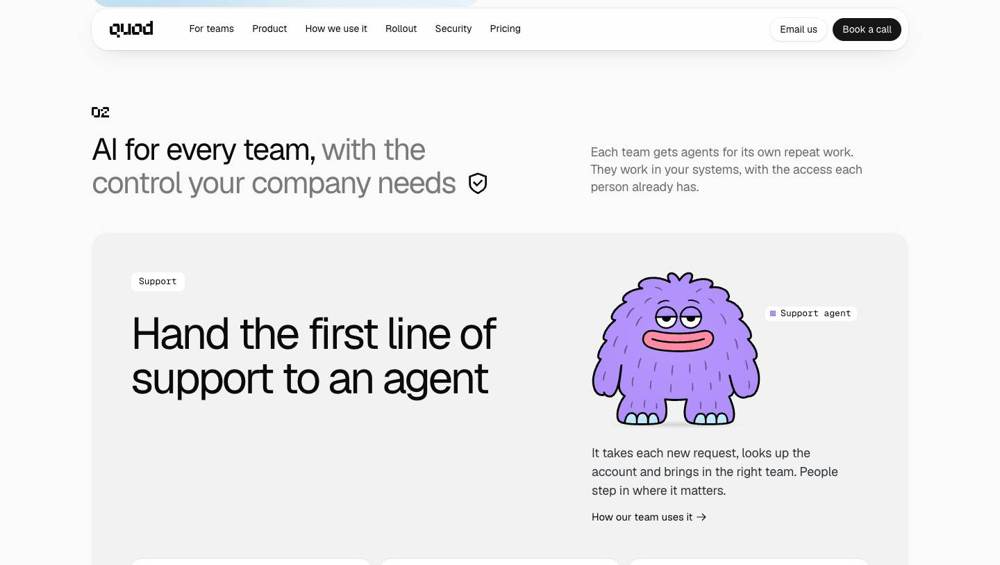 quad
For teams
Product
How we use it
Rollout
Security
Pricing
Email us
Book a call
02
AI for every team, with the
control your company needs
Each team gets agents for its own repeat work.
They work in your systems, with the access each
person already has.
Support
Hand the first line of
support to an agent
Support agent
It takes each new request, looks up the
account and brings in the right team. People
step in where it matters.
How our team uses it →